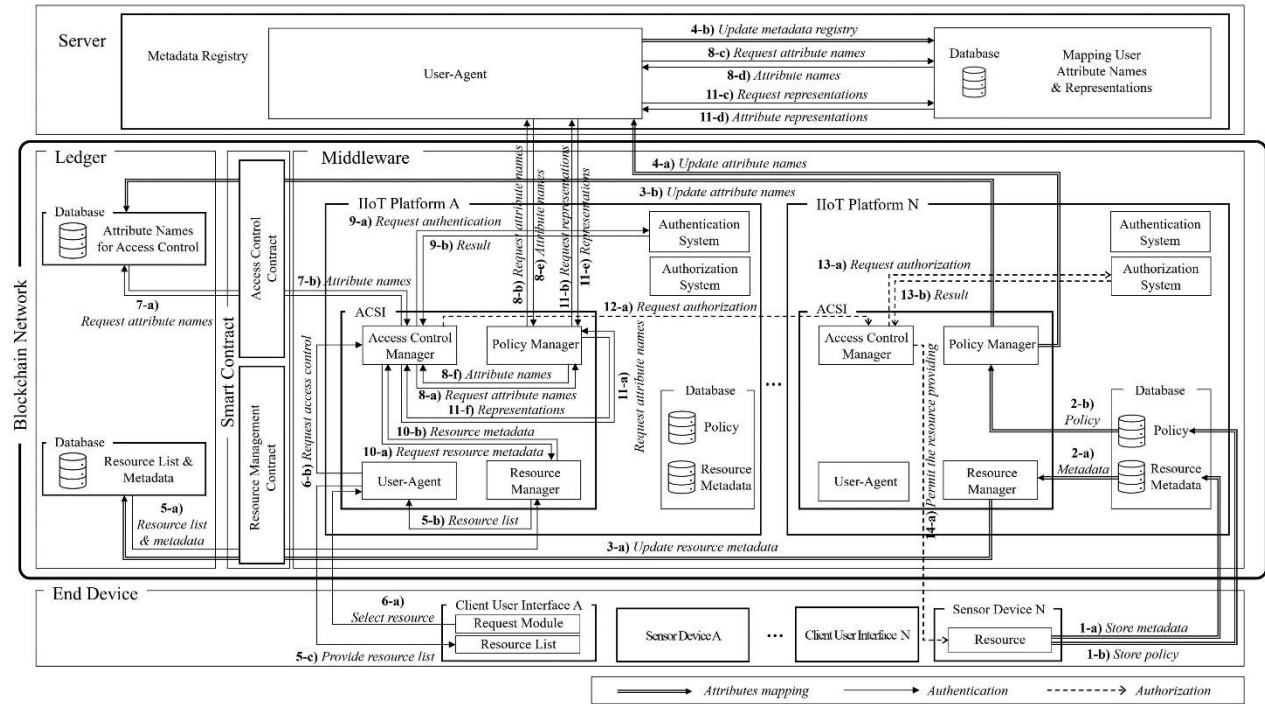 Server
Metadata Registry
User-Agent
4-b) Update metadata registry
8-c) Request attribute names
8-d) Attribute names
11-c) Request representations
11-d) Attribute representations
Database
Mapping User
Attribute Names
& Representations
Blockchain Network
Ledger
Database
Attribute Names
for Access Control
7-a)
Request attribute names
Database
Resource List &
Metadata
5-a)
Resource list
& metadata
Smart Contract
Access Control
Contract
Resource Management
Contract
Middleware
4-a) Update attribute names
3-b) Update attribute names
8-b) Request attribute names
8-e) Attribute names
11-b) Request representations
11-e) Representations
IIoT Platform A
9-a) Request authentication
9-b) Result
Authentication
System
Authorization
System
7-b) Attribute names
12-a) Request authorization
ACSI
Access Control
Manager
Policy Manager
8-f) Attribute names
8-a) Request attribute names
11-f) Representations
11-a)
Request attribute names
10-b) Resource metadata
10-a) Request resource metadata
6-b) Request access control
User-Agent
Resource
Manager
5-b) Resource list
Database
Policy
Resource
Metadata
3-a) Update resource metadata
...
IIoT Platform N
Authentication
System
13-a) Request authorization
Authorization
System
13-b) Result
ACSI
Access Control
Manager
Policy Manager
14-a) Permit the resource providing
User-Agent
Resource
Manager
2-b)
Policy
2-a)
Metadata
Database
Policy
Resource
Metadata
End Device
6-a)
Select resource
5-c) Provide resource list
Client User Interface A
Request Module
Resource List
Sensor Device A
...
Client User Interface N
Sensor Device N
Resource
1-a) Store metadata
1-b) Store policy
Attributes mapping
Authentication
Authorization